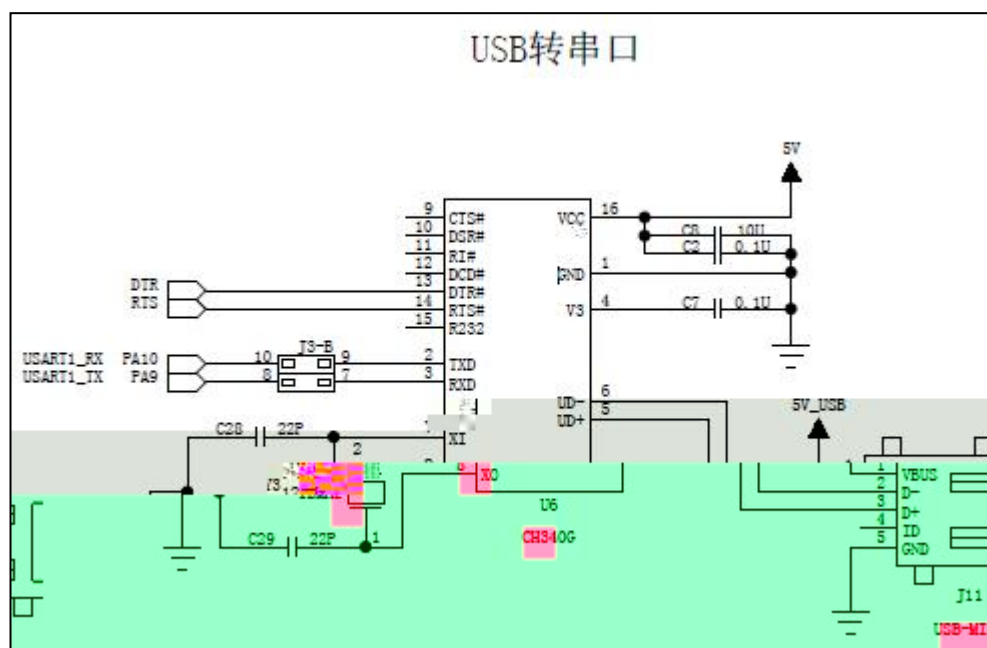 USB转串口
5V
9 CTS#
10 DSR#
11 RI#
12 DCD#
13 DTR#
14 RTS#
15 R232
DTR
RTS
VCC 16
C8 10U
C2 0.1U
GND 1
V3 4
C7 0.1U
J3-B
USART1_RX PA10 10 9 2 TXD
USART1_TX PA9 8 7 3 RXD
UD- 6
UD+ 5
5V_USB
C28 22P
XI
2
XO
U6
CH340G
C29 22P
1
1 VBUS
2 D-
3 D+
4 ID
5 GND
J11